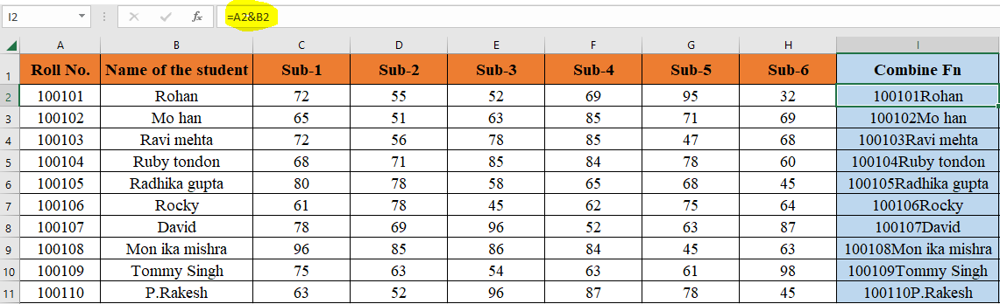 I2 fx =A2&B2
A B C D E F G H I
1 Roll No. Name of the student Sub-1 Sub-2 Sub-3 Sub-4 Sub-5 Sub-6 Combine Fn
2 100101 Rohan 72 55 52 69 95 32 100101Rohan
3 100102 Mo han 65 51 63 85 71 69 100102Mo han
4 100103 Ravi mehta 72 56 78 85 47 68 100103Ravi mehta
5 100104 Ruby tondon 68 71 85 84 78 60 100104Ruby tondon
6 100105 Radhika gupta 80 78 58 65 68 45 100105Radhika gupta
7 100106 Rocky 61 78 45 62 75 64 100106Rocky
8 100107 David 78 69 96 52 63 87 100107David
9 100108 Mon ika mishra 96 85 86 84 45 63 100108Mon ika mishra
10 100109 Tommy Singh 75 63 54 63 61 98 100109Tommy Singh
11 100110 P.Rakesh 63 52 96 87 78 45 100110P.Rakesh